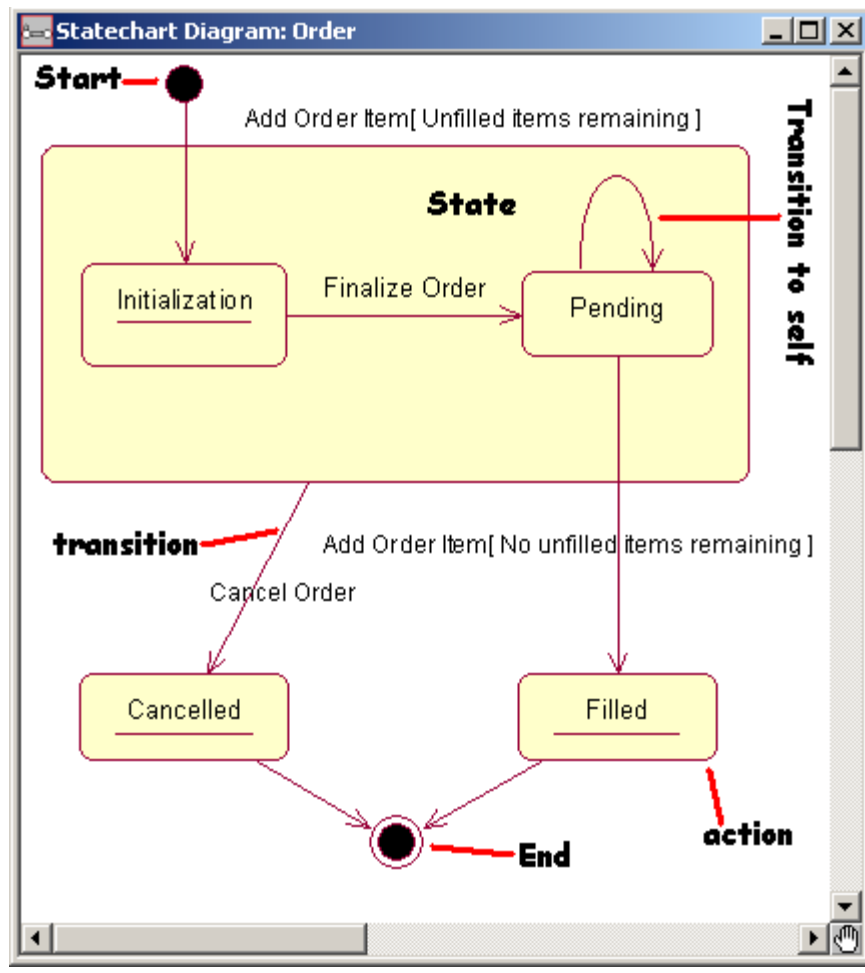 Statechart Diagram: Order
Start
Add Order Item[ Unfilled items remaining ]
Transition to self
State
Initialization
Finalize Order
Pending
transition
Add Order Item[ No unfilled items remaining ]
Cancel Order
Cancelled
Filled
action
End